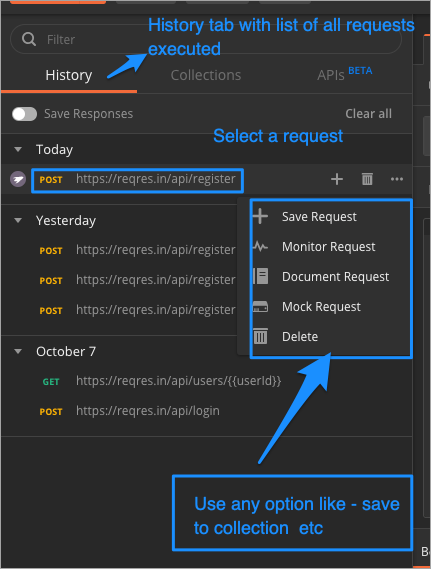 History tab with list of all requests
executed
Filter
History
Collections
APIs BETA
Save Responses
Clear all
Select a request
Today
POST https://reqres.in/api/register
Save Request
Monitor Request
Document Request
Mock Request
Delete
Yesterday
POST https://reqres.in/api/register
POST https://reqres.in/api/register
POST https://reqres.in/api/register
October 7
GET https://reqres.in/api/users/{{userId}}
POST https://reqres.in/api/login
Use any option like - save
to collection etc